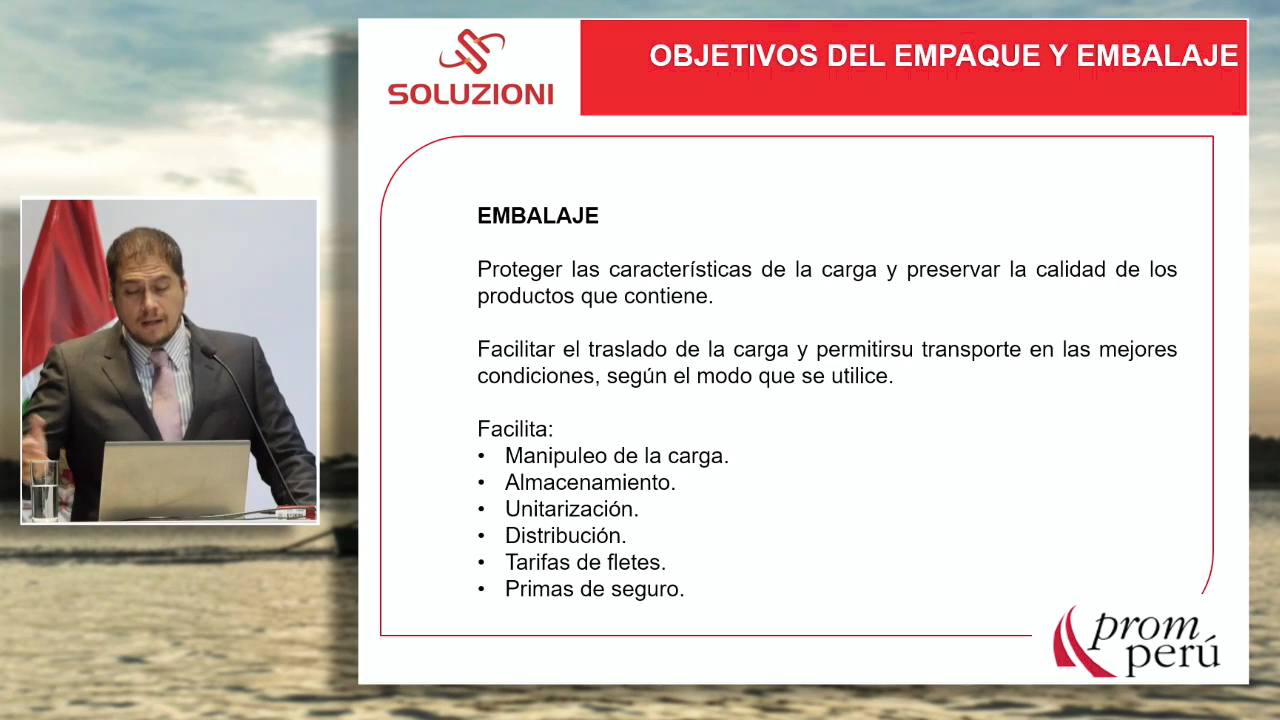 SOLUZIONI
OBJETIVOS DEL EMPAQUE Y EMBALAJE
EMBALAJE
Proteger las características de la carga y preservar la calidad de los
productos que contiene.
Facilitar el traslado de la carga y permitirsu transporte en las mejores
condiciones, según el modo que se utilice.
Facilita:
• Manipuleo de la carga.
• Almacenamiento.
• Unitarización.
• Distribución.
• Tarifas de fletes.
• Primas de seguro.
prom
perú